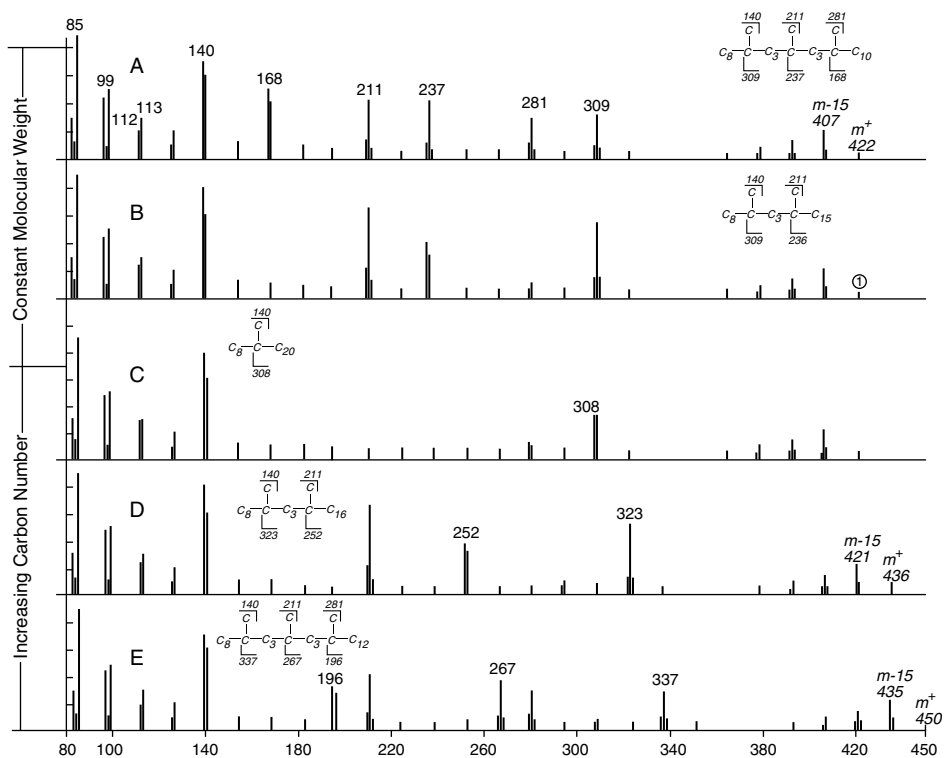 Constant Molocular Weight
Increasing Carbon Number
85
99
112
113
A
140
168
211
237
281
309
m-15
407
m+
422
140 211 281
C C C
C8 C C3 C C3 C C10
309 237 168
B
140 211
C C
C8 C C3 C C15
309 236
1
C
140
C
C8 C C20
308
308
D
140 211
C C
C8 C C3 C C16
323 252
252
323
m-15
421
m+
436
E
140 211 281
C C C
C8 C C3 C C3 C C12
337 267 196
196
267
337
m-15
435
m+
450
80 100 140 180 220 260 300 340 380 420 450